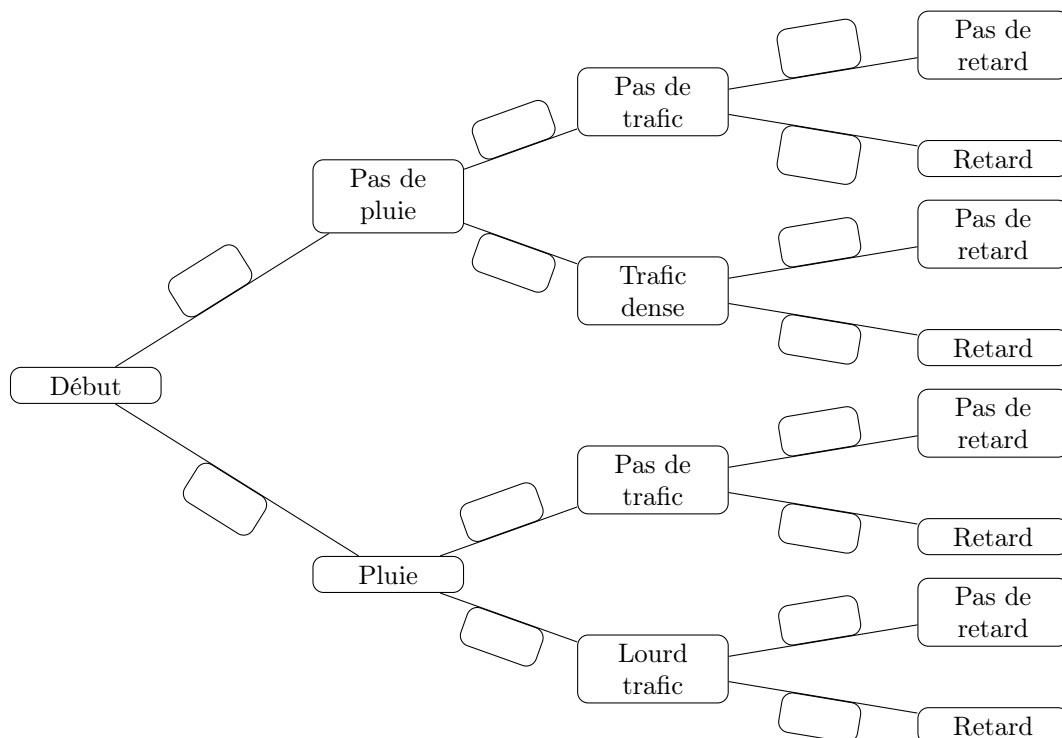 Pas de
retard
Pas de
trafic
Retard
Pas de
pluie
Pas de
retard
Trafic
dense
Retard
Début
Pas de
retard
Pas de
trafic
Retard
Pluie
Pas de
retard
Lourd
trafic
Retard